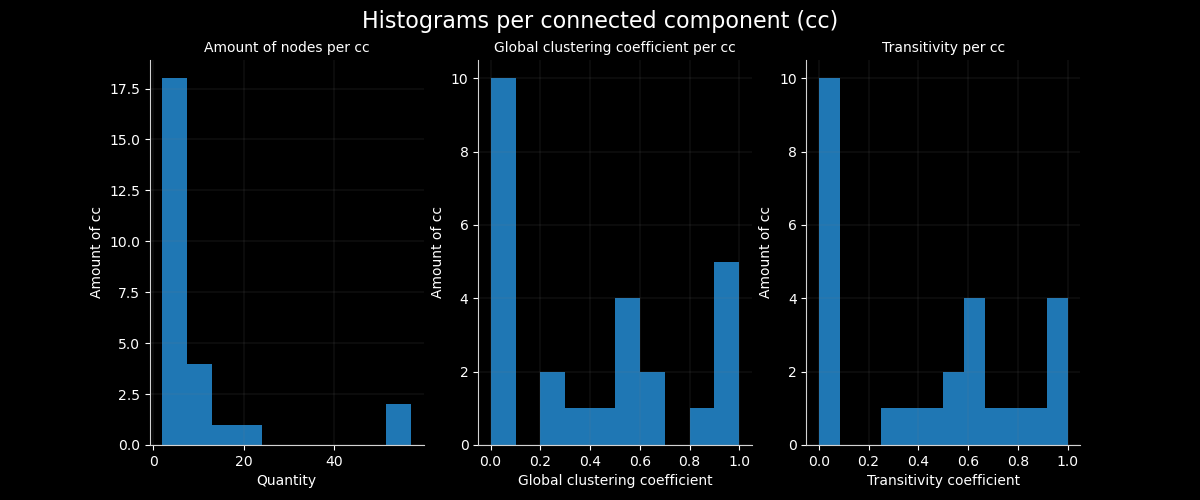 Histograms per connected component (cc)
Amount of nodes per cc
Global clustering coefficient per cc
Transitivity per cc
Amount of cc
17.5
15.0
12.5
10.0
7.5
5.0
2.5
0.0
0 20 40
Quantity
Amount of cc
10
8
6
4
2
0
0.0 0.2 0.4 0.6 0.8 1.0
Global clustering coefficient
Amount of cc
10
8
6
4
2
0
0.0 0.2 0.4 0.6 0.8 1.0
Transitivity coefficient